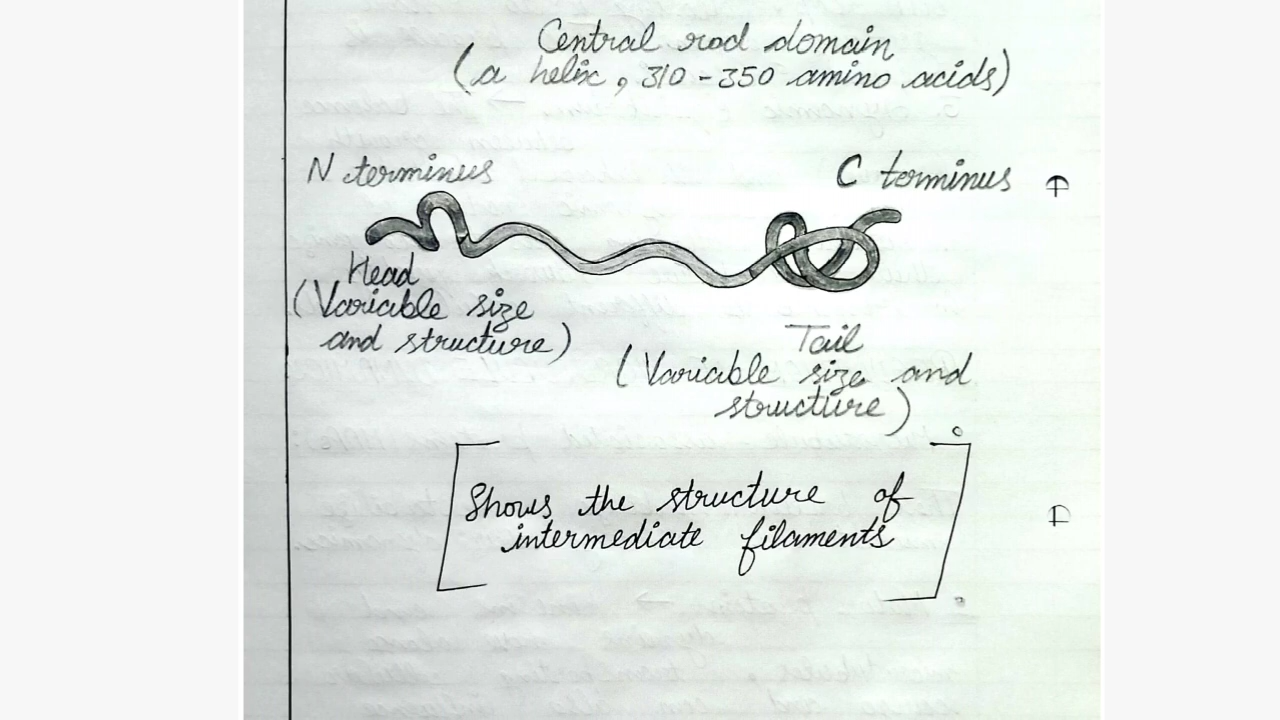 Central rod domain
(a helix, 310 - 350 amino acids)
N terminus
C terminus
Head
(Variable size
and structure)
Tail
(Variable size and
structure)
[Shows the structure of
intermediate filaments]